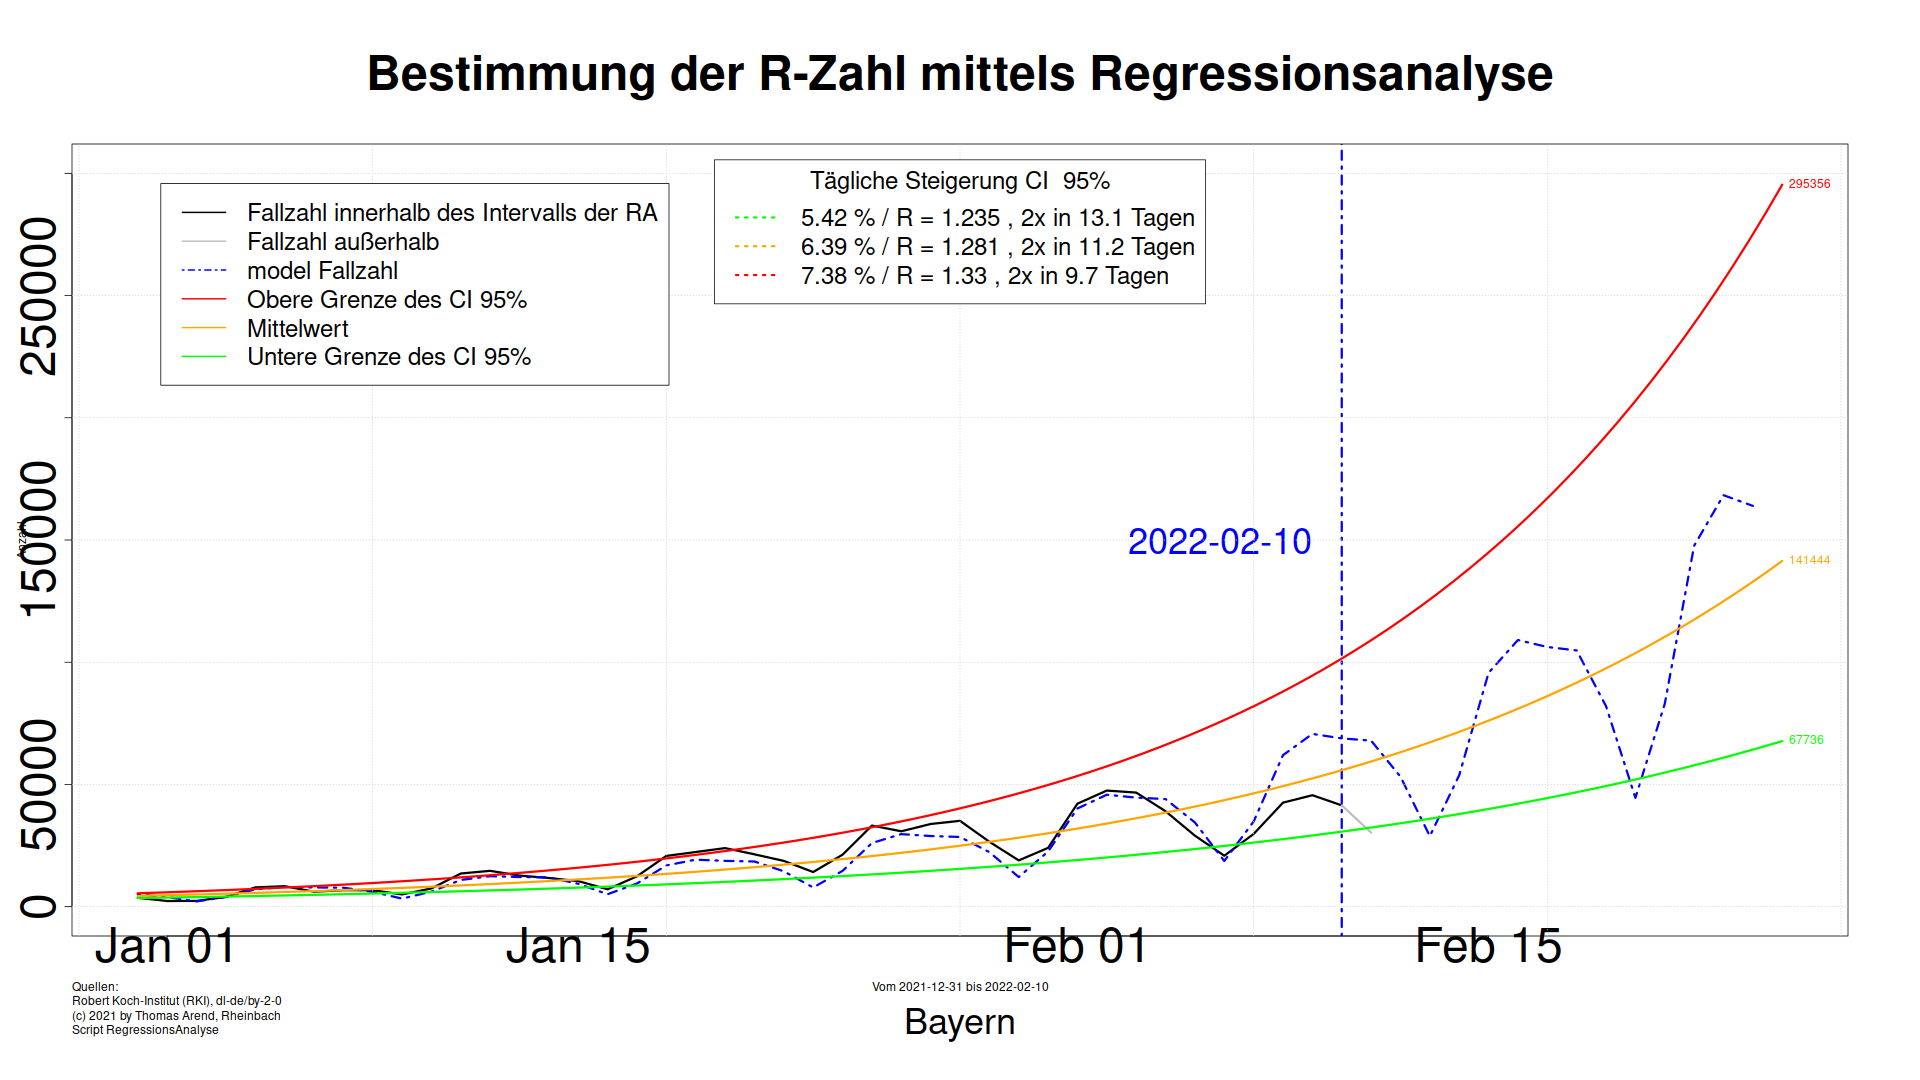 Bestimmung der R-Zahl mittels Regressionsanalyse
Fallzahl innerhalb des Intervalls der RA
Fallzahl außerhalb
model Fallzahl
Obere Grenze des CI 95%
Mittelwert
Untere Grenze des CI 95%
Tägliche Steigerung CI  95%
5.42 % / R = 1.235 , 2x in 13.1 Tagen
6.39 % / R = 1.281 , 2x in 11.2 Tagen
7.38 % / R = 1.33 , 2x in 9.7 Tagen
295356
250000
150000
Anzahl
2022-02-10
141444
67736
50000
0
Jan 01
Jan 15
Feb 01
Feb 15
Quellen:
Robert Koch-Institut (RKI), dl-de/by-2-0
(c) 2021 by Thomas Arend, Rheinbach
Script RegressionsAnalyse
Vom 2021-12-31 bis 2022-02-10
Bayern